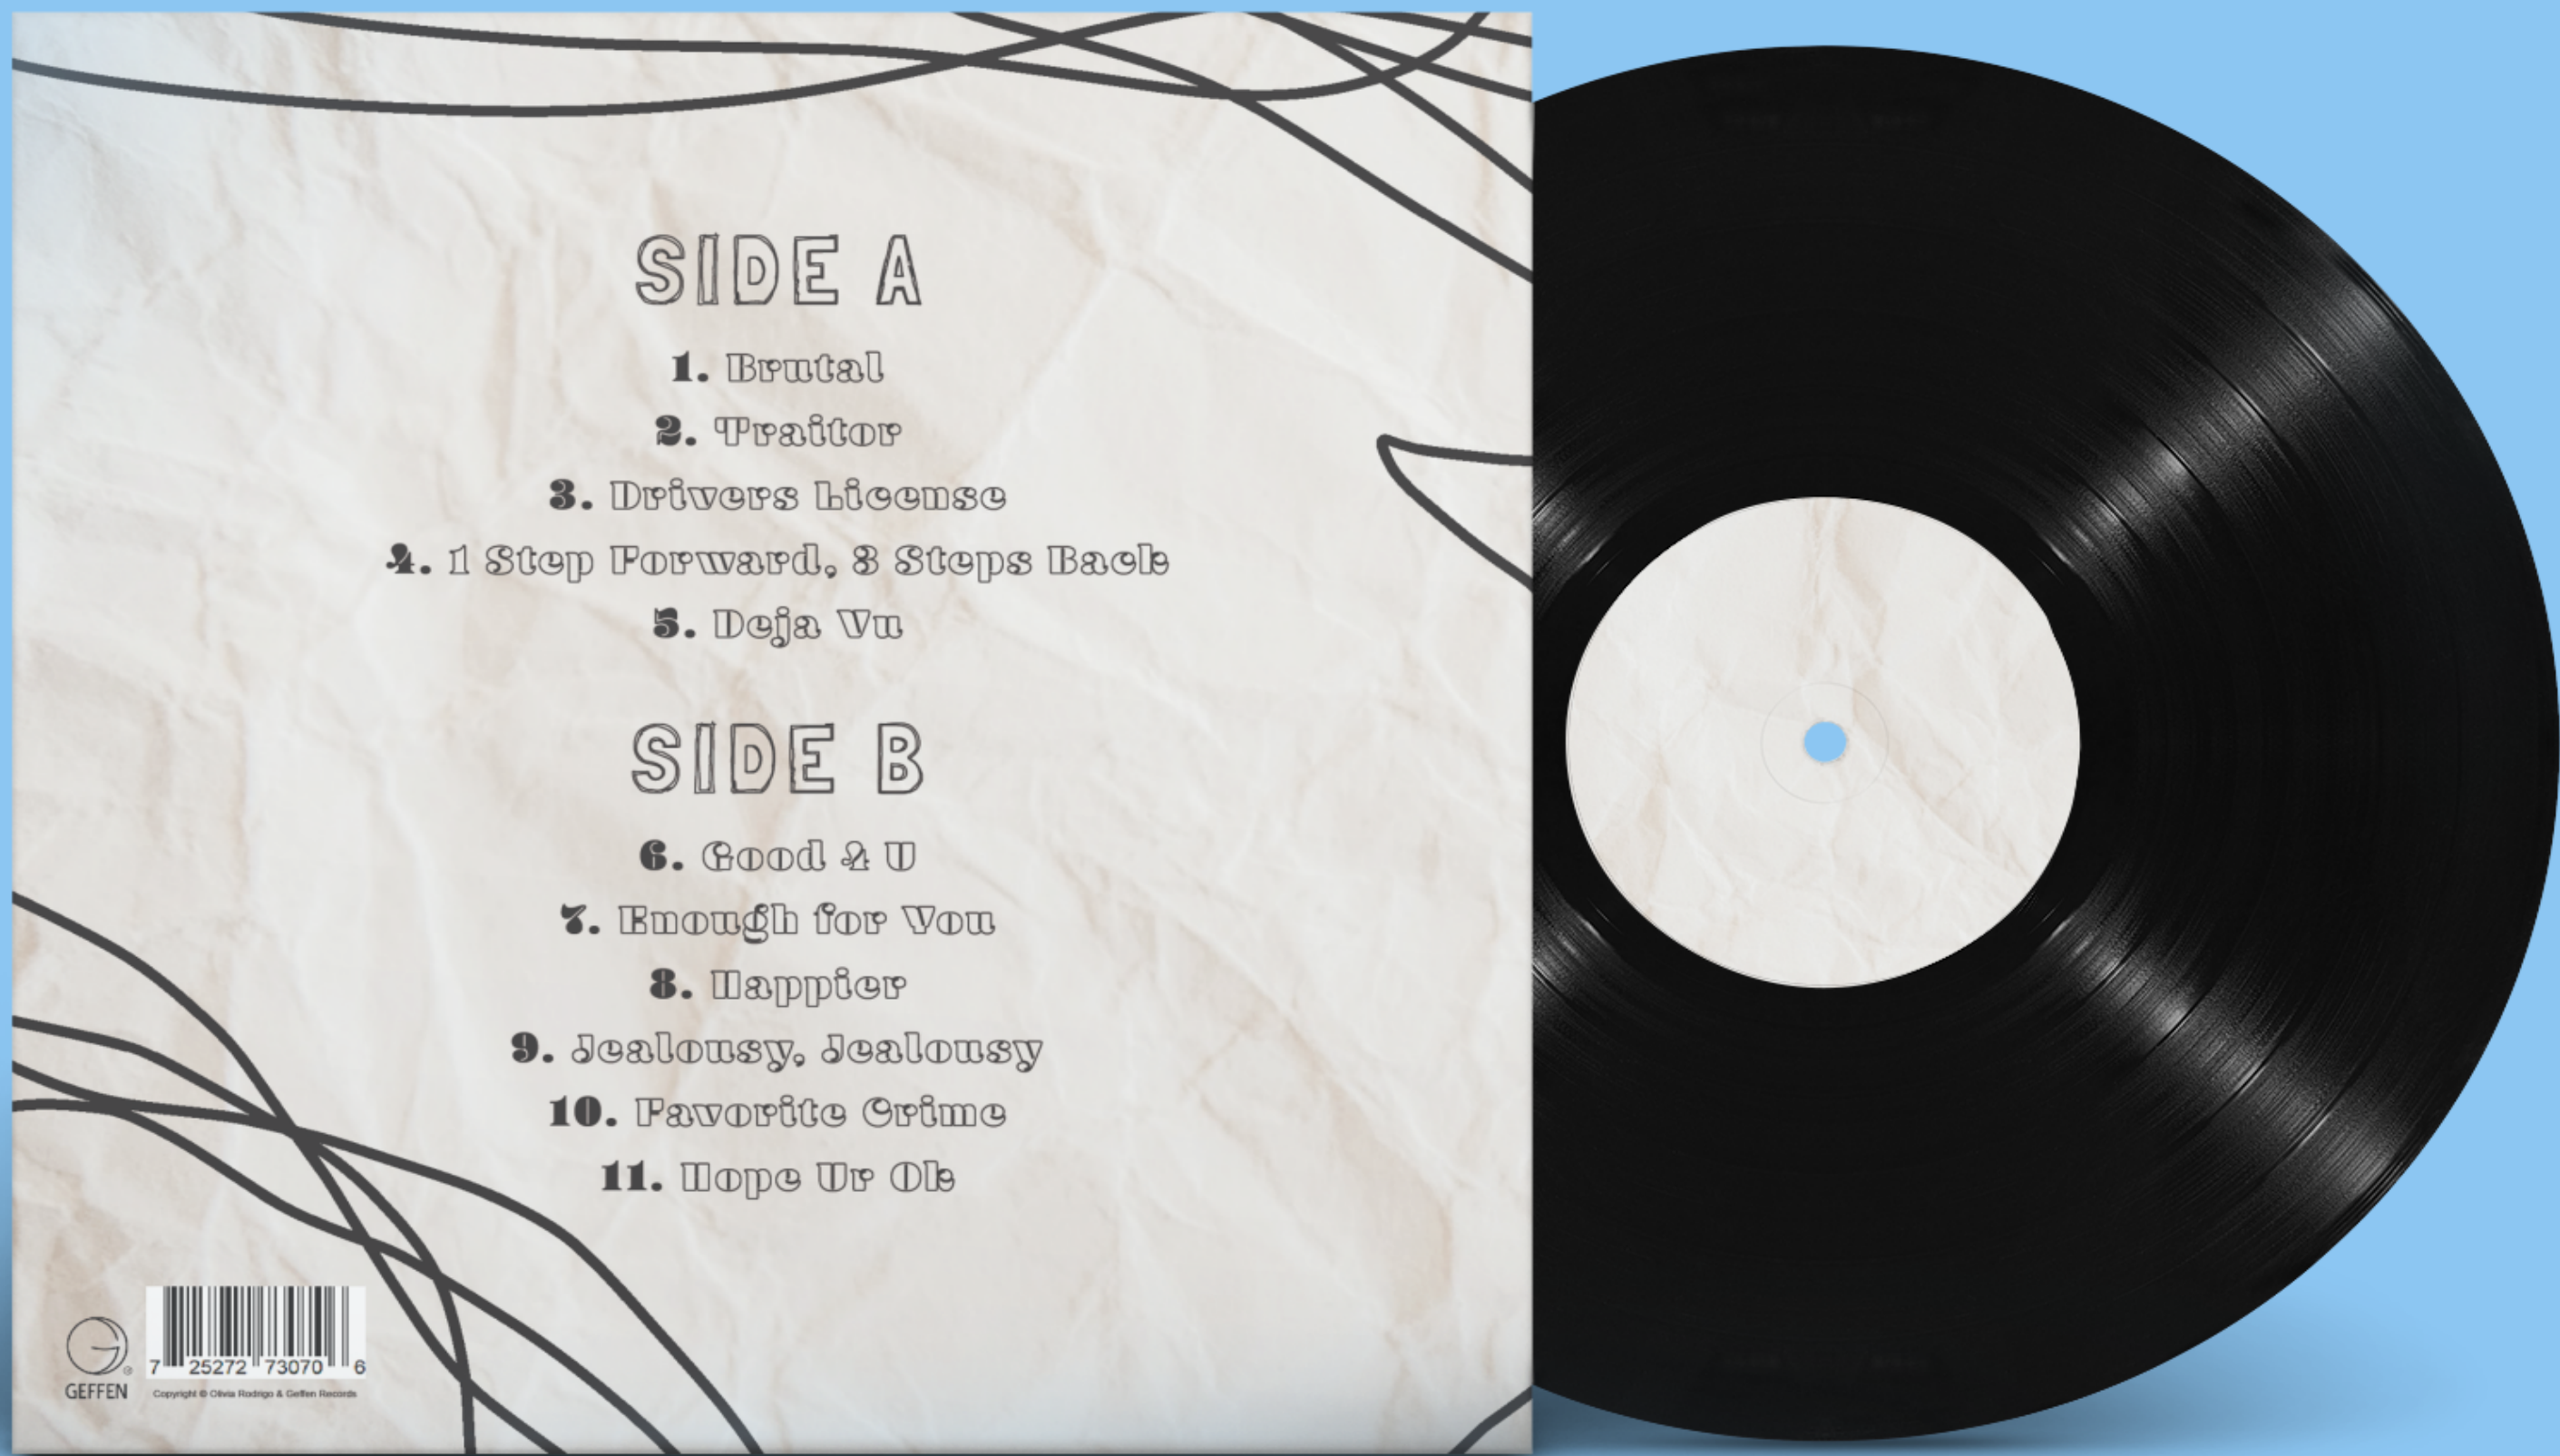 SIDE A
1. Brutal
2. Traitor
3. Drivers License
4. 1 Step Forward, 3 Steps Back
5. Deja Vu
SIDE B
6. Good 4 U
7. Enough for You
8. Happier
9. Jealousy, Jealousy
10. Favorite Crime
11. Hope Ur Ok
7 25272 73070 6
GEFFEN
Copyright © Olivia Rodrigo & Geffen Records